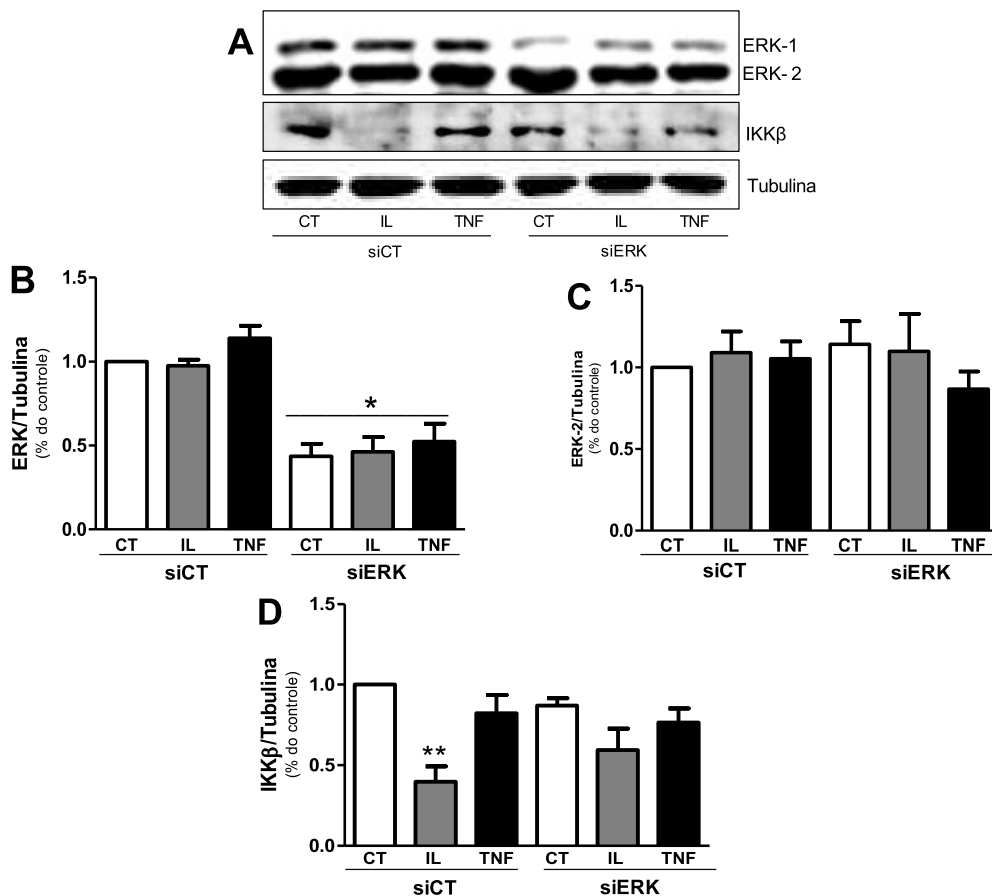 A
ERK-1
ERK- 2
IKKβ
Tubulina
CT IL TNF CT IL TNF
siCT siERK
B
ERK/Tubulina
(% do controle)
1.5
1.0
0.5
0.0
*
CT IL TNF CT IL TNF
siCT siERK
C
ERK-2/Tubulina
(% do controle)
1.5
1.0
0.5
0.0
CT IL TNF CT IL TNF
siCT siERK
D
IKKβ/Tubulina
(% do controle)
1.5
1.0
0.5
0.0
**
CT IL TNF CT IL TNF
siCT siERK